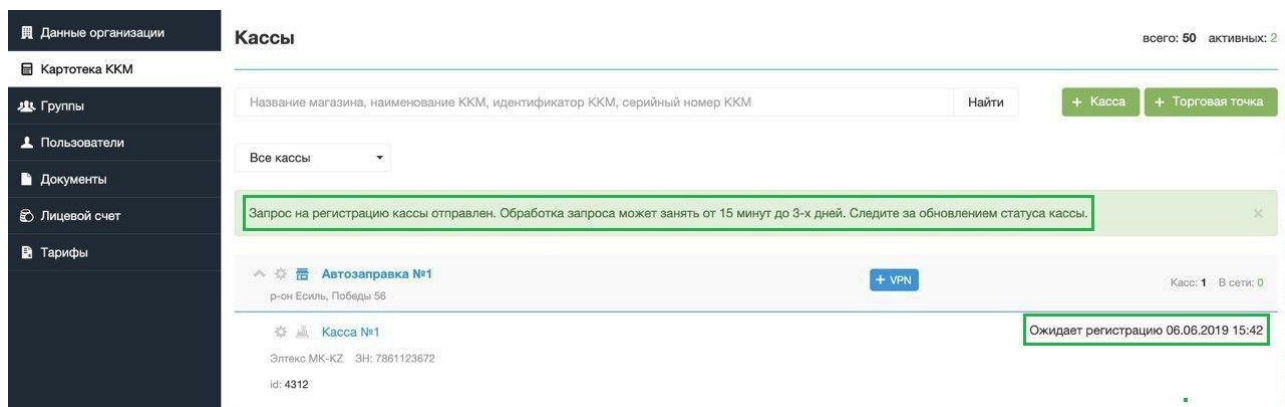 Данные организации
Картотека ККМ
Группы
Пользователи
Документы
Лицевой счет
Тарифы
Кассы
всего: 50 активных: 2
Название магазина, наименование ККМ, идентификатор ККМ, серийный номер ККМ
Найти
+ Касса
+ Торговая точка
Все кассы
Запрос на регистрацию кассы отправлен. Обработка запроса может занять от 15 минут до 3-х дней. Следите за обновлением статуса кассы.
Автозаправка №1
+ VPN
Касс: 1 В сети: 0
р-он Есиль, Победы 56
Касса №1
Ожидает регистрацию 06.06.2019 15:42
Элтекс МК-KZ ЗН: 7861123672
id: 4312